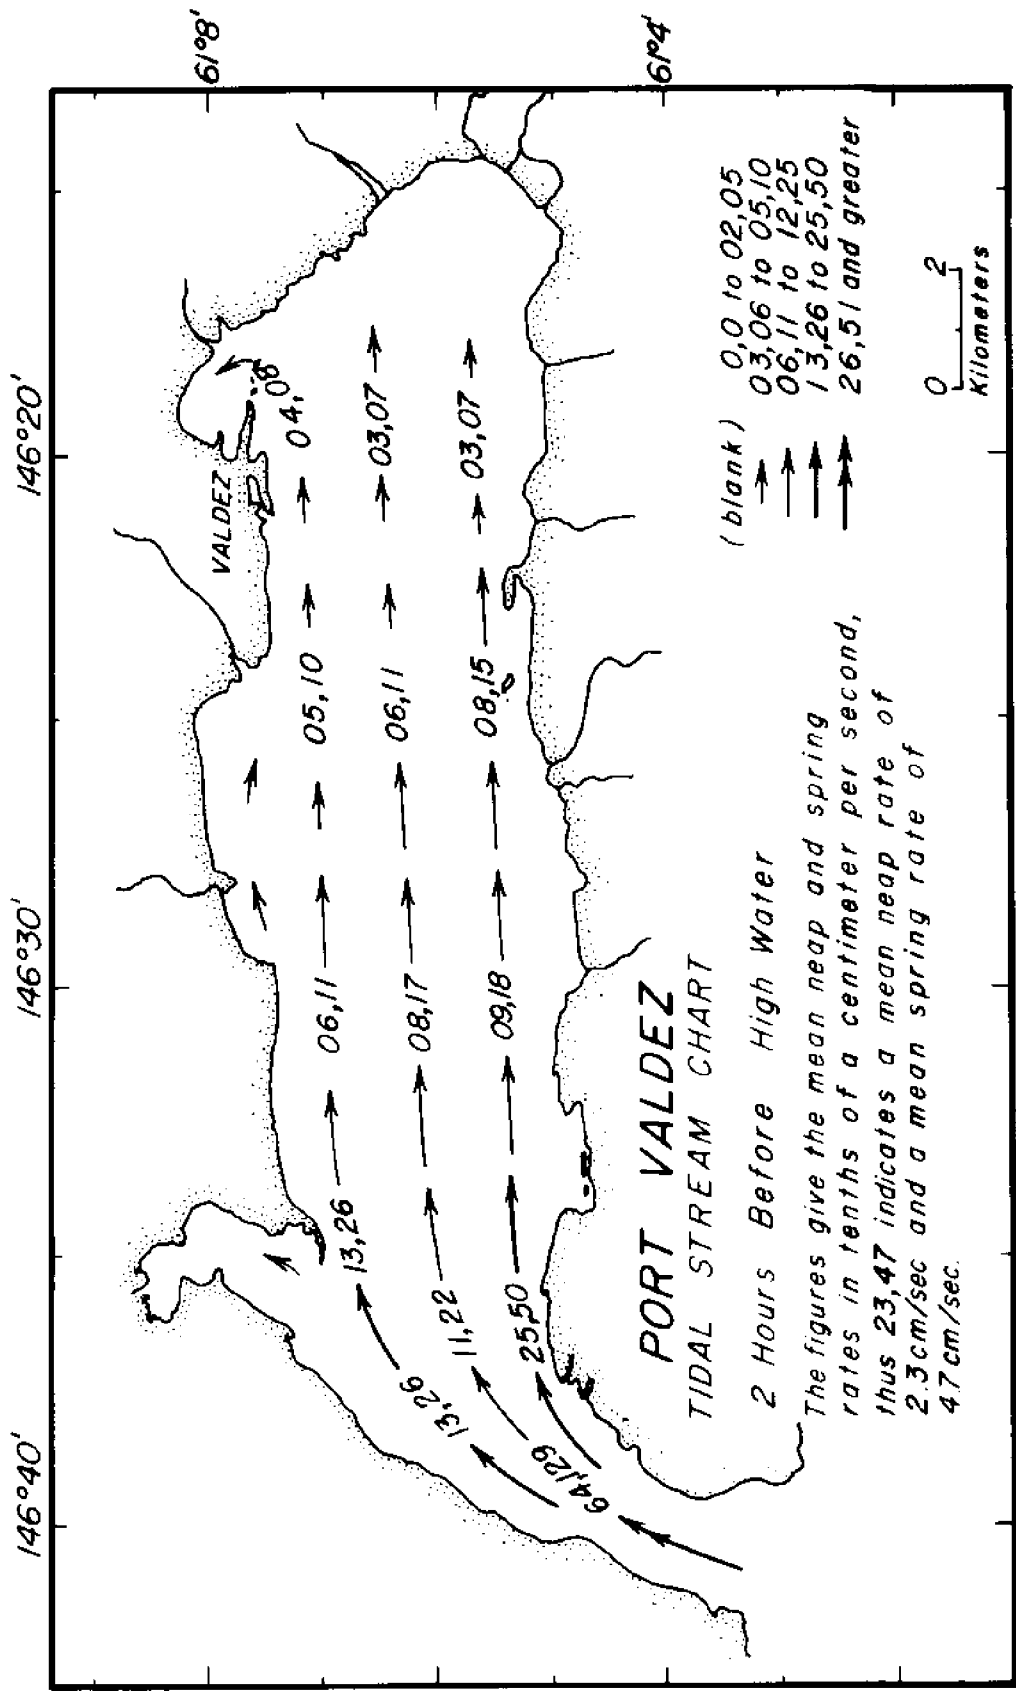 146°40'
146°30'
146°20'
61°8'
61°4'
VALDEZ
04,08
03,07
03,07
05,10
06,11
08,15
06,11
08,17
09,18
13,26
11,22
25,50
13,26
64,129
PORT VALDEZ
TIDAL STREAM CHART
2 Hours Before High Water
The figures give the mean neap and spring
rates in tenths of a centimeter per second,
thus 23,47 indicates a mean neap rate of
2.3cm/sec and a mean spring rate of
4.7cm/sec.
(blank) 0,0 to 02,05
03,06 to 05,10
06,11 to 12,25
13,26 to 25,50
26,51 and greater
0 2
Kilometers